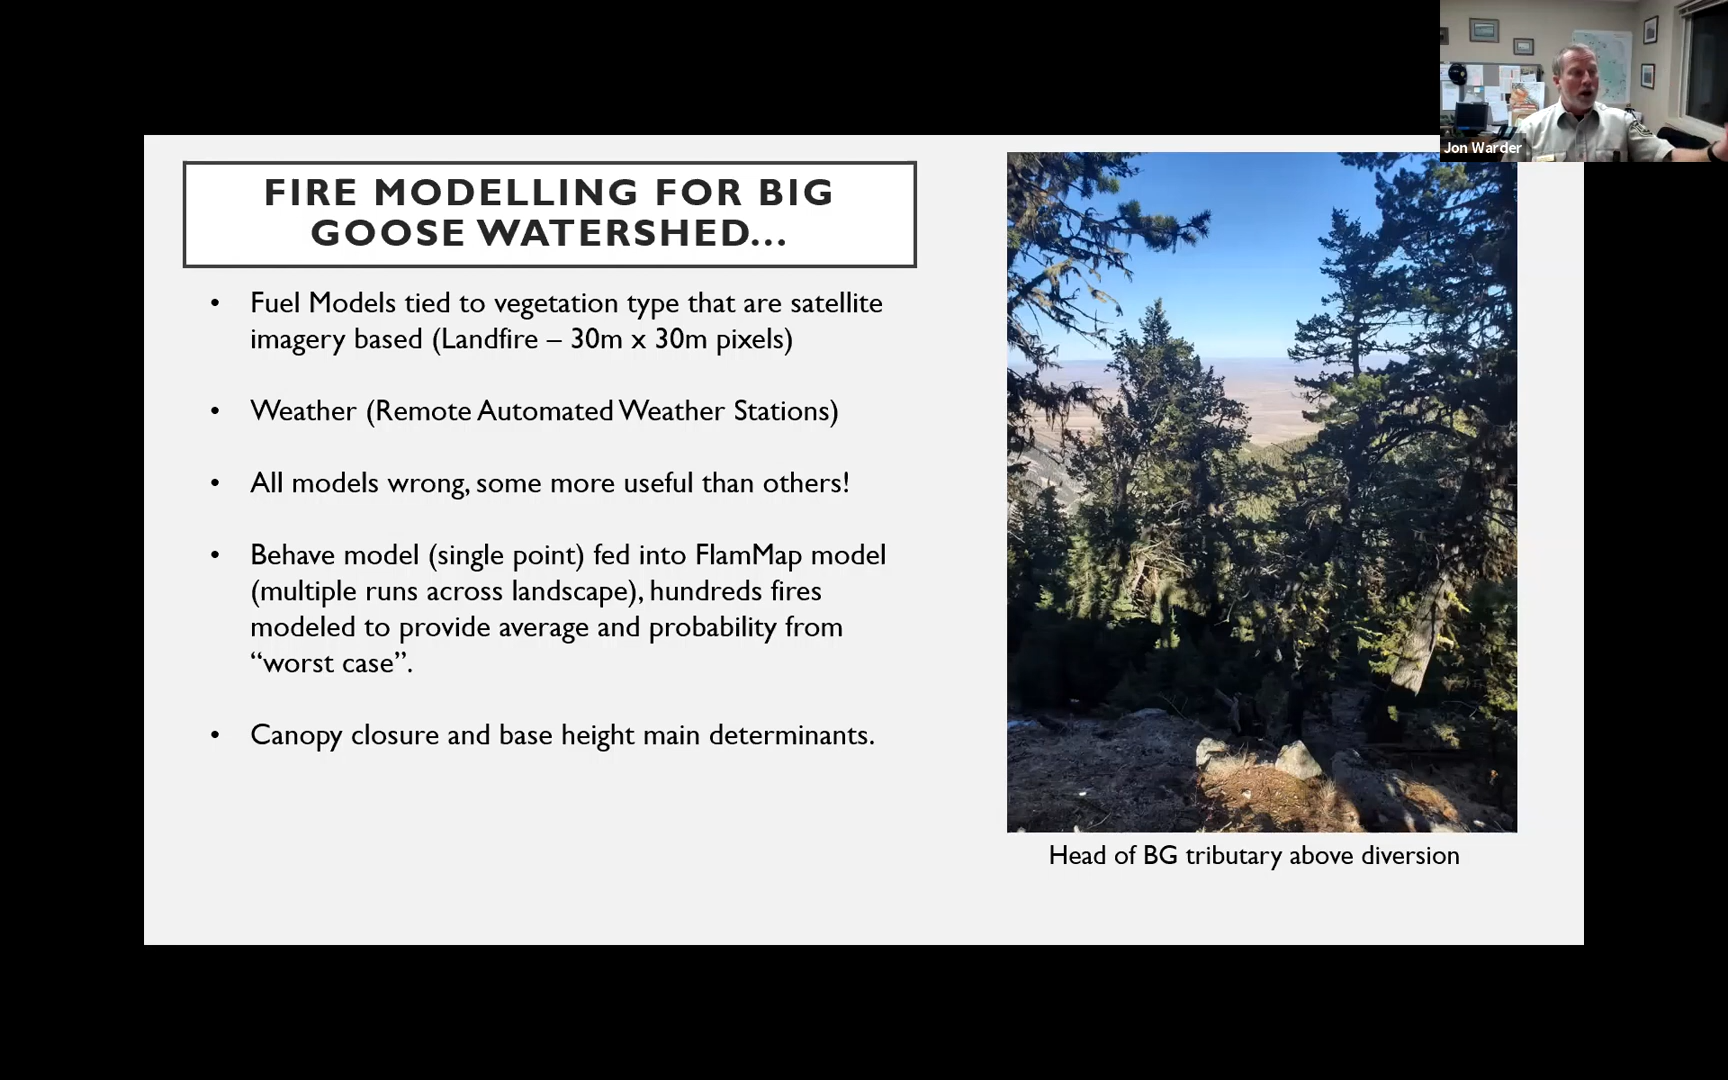 Jon Warder
FIRE MODELLING FOR BIG
GOOSE WATERSHED...
• Fuel Models tied to vegetation type that are satellite
imagery based (Landfire – 30m x 30m pixels)
• Weather (Remote Automated Weather Stations)
• All models wrong, some more useful than others!
• Behave model (single point) fed into FlamMap model
(multiple runs across landscape), hundreds fires
modeled to provide average and probability from
“worst case”.
• Canopy closure and base height main determinants.
Head of BG tributary above diversion